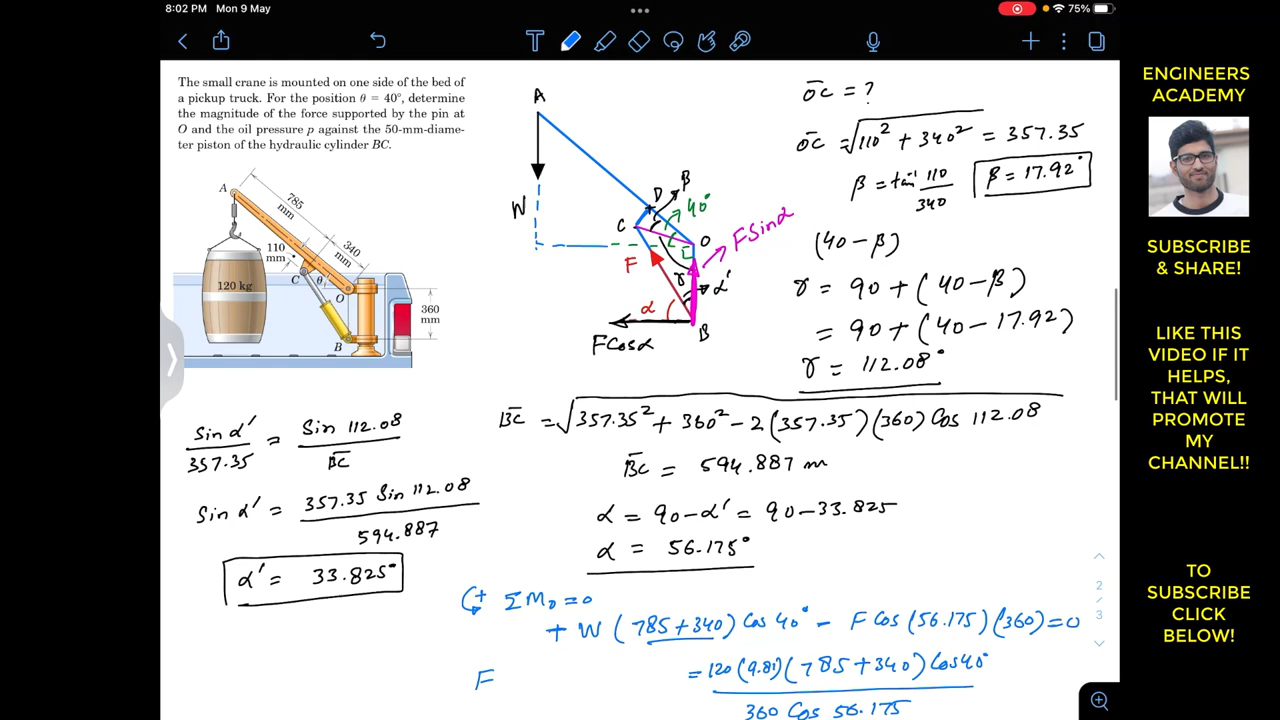 8:02 PM Mon 9 May
75%
The small crane is mounted on one side of the bed of
a pickup truck. For the position θ = 40°, determine
the magnitude of the force supported by the pin at
O and the oil pressure p against the 50-mm-diame-
ter piston of the hydraulic cylinder BC.
A
785
mm
340
mm
110
mm
C
θ
O
120 kg
360
mm
B
A
W
D
β
40°
C
O
F Sin α
F
γ
α'
α
B
F Cos α
OC = ?
OC = √110² + 340² = 357.35
β = tan⁻¹ 110/340
β = 17.92°
(40 - β)
γ = 90 + (40 - β)
= 90 + (40 - 17.92)
γ = 112.08°
BC = √357.35² + 360² - 2(357.35)(360) Cos 112.08
BC = 594.887 m
α = 90 - α' = 90 - 33.825
α = 56.175°
Sin α'/357.35 = Sin 112.08/BC
Sin α' = 357.35 Sin 112.08/594.887
α' = 33.825°
+ ΣM₀ = 0
+ W (785 + 340) Cos 40° - F Cos (56.175)(360) = 0
F = 120 (9.81)(785 + 340) Cos 40°
360 Cos 56.175
2
/
3
ENGINEERS
ACADEMY
SUBSCRIBE
& SHARE!
LIKE THIS
VIDEO IF IT
HELPS,
THAT WILL
PROMOTE
MY
CHANNEL!!
TO
SUBSCRIBE
CLICK
BELOW!